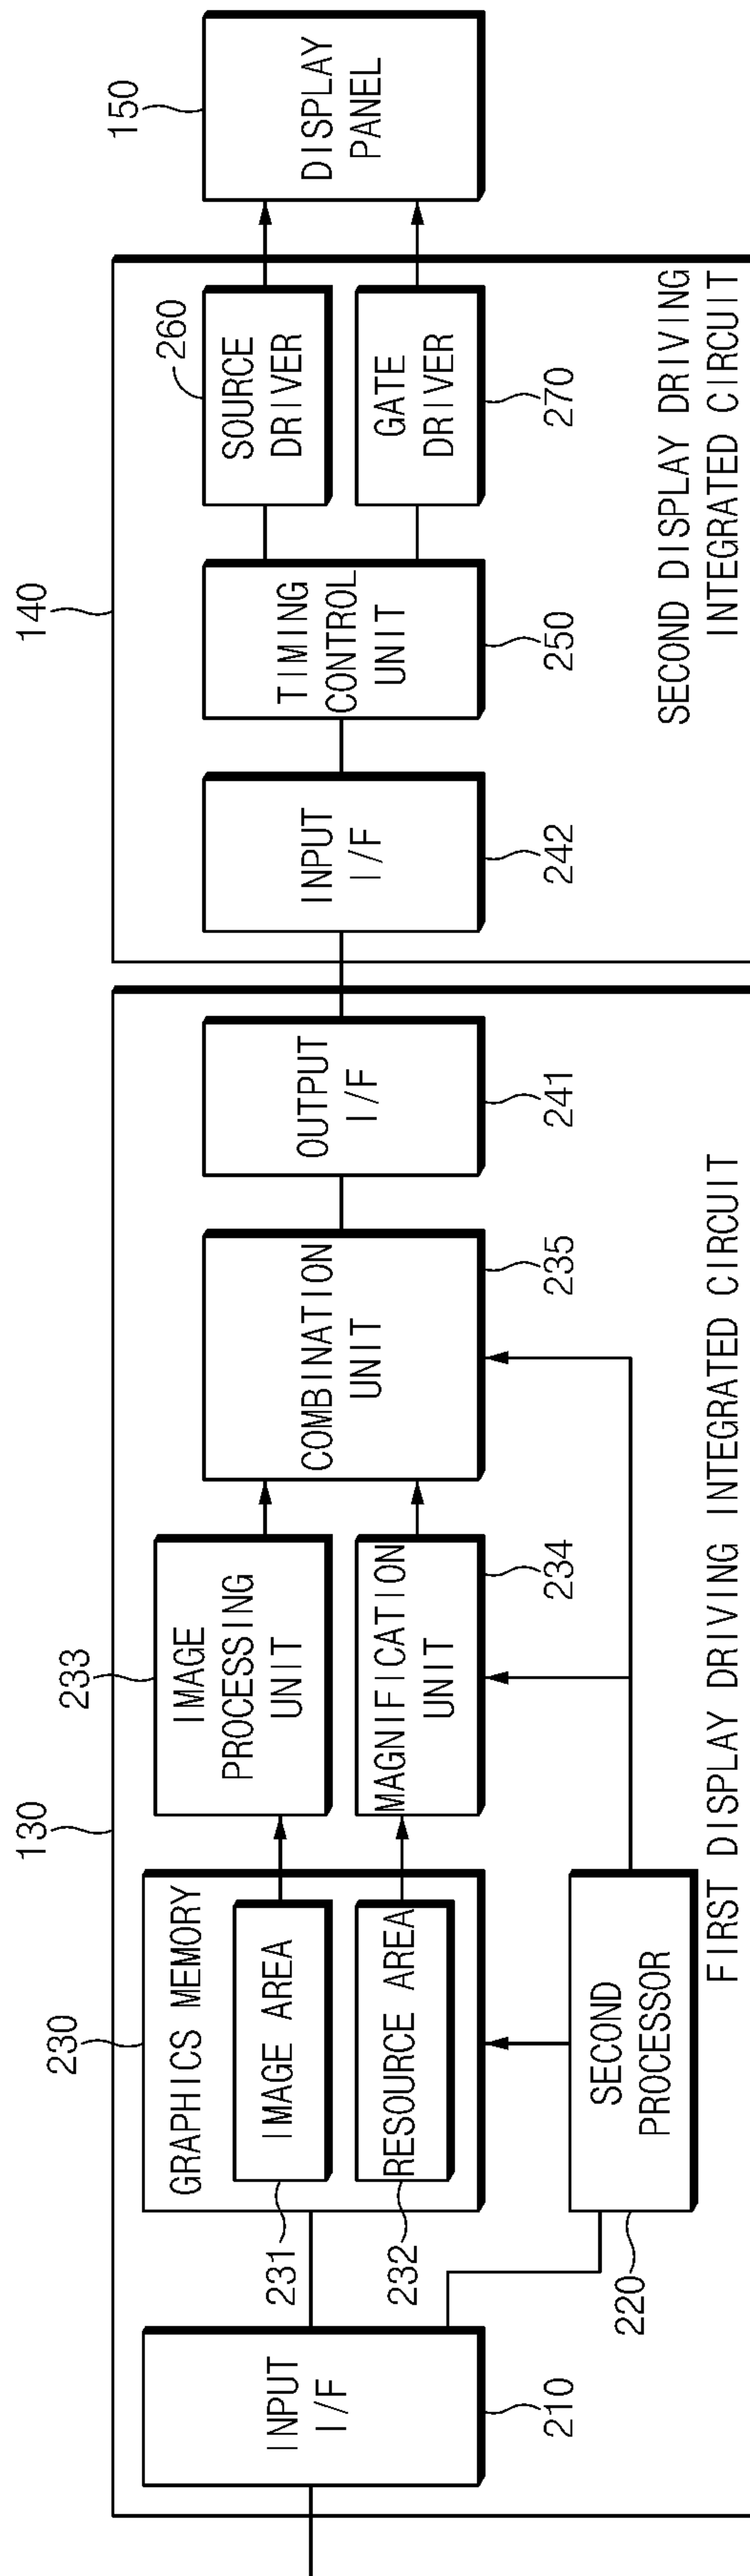 130
INPUT
I/F
210
230
GRAPHICS MEMORY
IMAGE AREA
231
RESOURCE AREA
232
SECOND
PROCESSOR
220
233
IMAGE
PROCESSING
UNIT
MAGNIFICATION
UNIT
234
COMBINATION
UNIT
235
OUTPUT
I/F
241
FIRST DISPLAY DRIVING INTEGRATED CIRCUIT
140
INPUT
I/F
242
TIMING
CONTROL
UNIT
250
260
SOURCE
DRIVER
GATE
DRIVER
270
SECOND DISPLAY DRIVING
INTEGRATED CIRCUIT
150
DISPLAY
PANEL